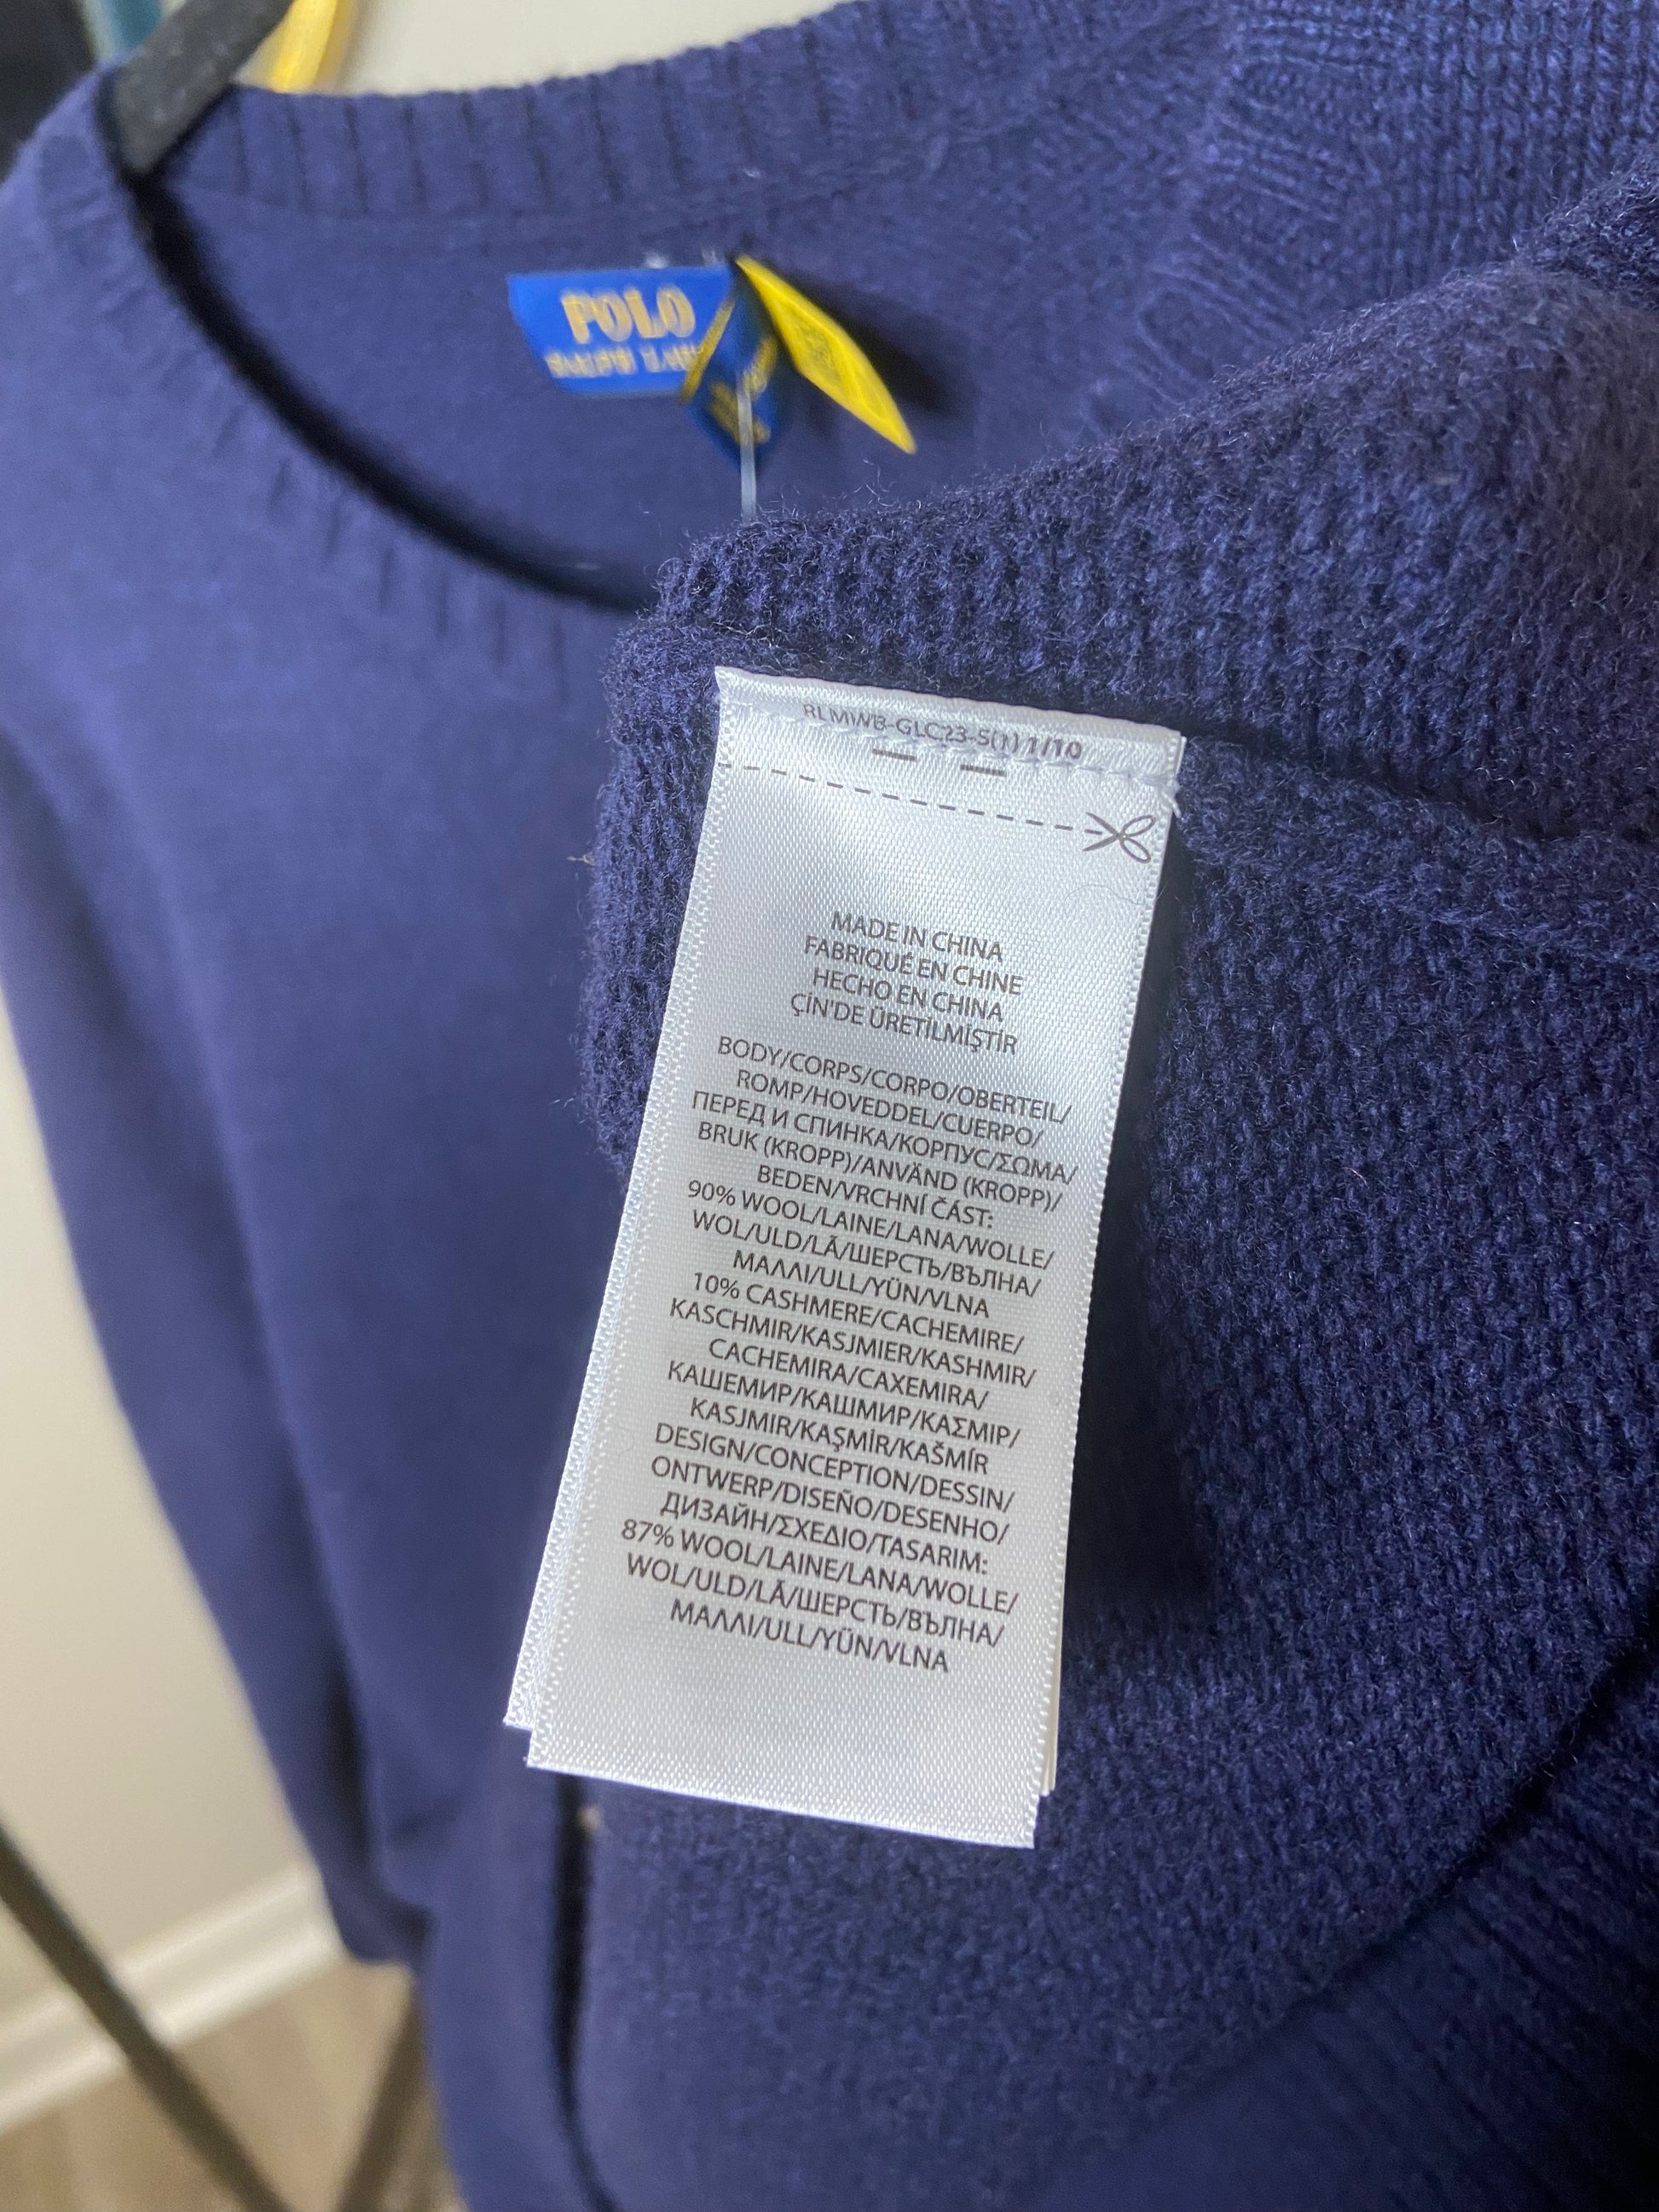 POLO
RLMWB-GLC23-S(1) 1/10
MADE IN CHINA
FABRIQUÉ EN CHINE
HECHO EN CHINA
ÇİN'DE ÜRETİLMİŞTİR
BODY/CORPS/CORPO/OBERTEIL/
ROMP/HOVEDDEL/CUERPO/
ПЕРЕД И СПИНКА/КОРПУС/ΣΩΜΑ/
BRUK (KROPP)/ANVÄND (KROPP)/
BEDEN/VRCHNÍ ČÁST:
90% WOOL/LAINE/LANA/WOLLE/
WOL/ULD/LÃ/ШЕРСТЬ/ВЪЛНА/
ΜΑΛΛΙ/ULL/YÜN/VLNA
10% CASHMERE/CACHEMIRE/
KASCHMIR/KASJMIER/KASHMIR/
CACHEMIRA/CAXEMIRA/
КАШЕМИР/КАШМИР/ΚΑΣΜΙΡ/
KASJMIR/KAŞMİR/KAŠMÍR
DESIGN/CONCEPTION/DESSIN/
ONTWERP/DISEÑO/DESENHO/
ДИЗАЙН/ΣΧΕΔΙΟ/TASARIM:
87% WOOL/LAINE/LANA/WOLLE/
WOL/ULD/LÃ/ШЕРСТЬ/ВЪЛНА/
ΜΑΛΛΙ/ULL/YÜN/VLNA